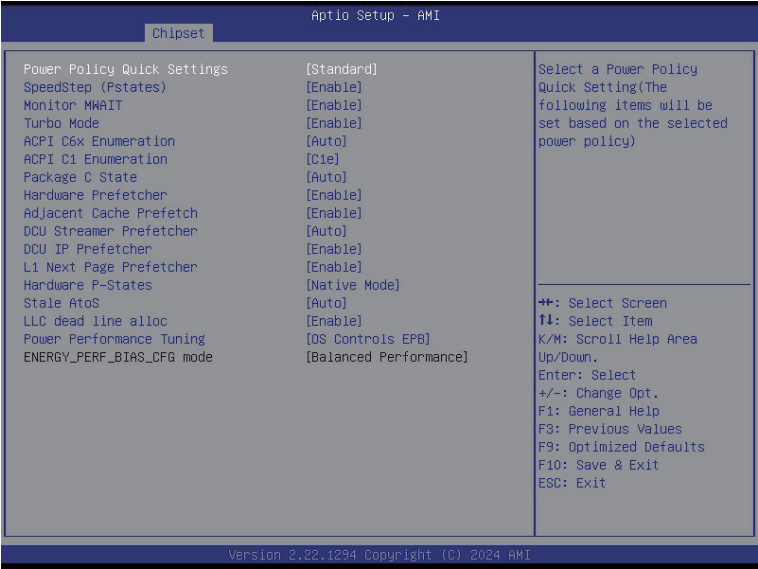 Aptio Setup – AMI
Chipset
Power Policy Quick Settings [Standard]
SpeedStep (Pstates) [Enable]
Monitor MWAIT [Enable]
Turbo Mode [Enable]
ACPI C6x Enumeration [Auto]
ACPI C1 Enumeration [C1e]
Package C State [Auto]
Hardware Prefetcher [Enable]
Adjacent Cache Prefetch [Enable]
DCU Streamer Prefetcher [Auto]
DCU IP Prefetcher [Enable]
L1 Next Page Prefetcher [Enable]
Hardware P-States [Native Mode]
Stale AtoS [Auto]
LLC dead line alloc [Enable]
Power Performance Tuning [OS Controls EPB]
ENERGY_PERF_BIAS_CFG mode [Balanced Performance]
Select a Power Policy
Quick Setting(The
following items will be
set based on the selected
power policy)
→←: Select Screen
↑↓: Select Item
K/M: Scroll Help Area
Up/Down.
Enter: Select
+/-: Change Opt.
F1: General Help
F3: Previous Values
F9: Optimized Defaults
F10: Save & Exit
ESC: Exit
Version 2.22.1294 Copyright (C) 2024 AMI